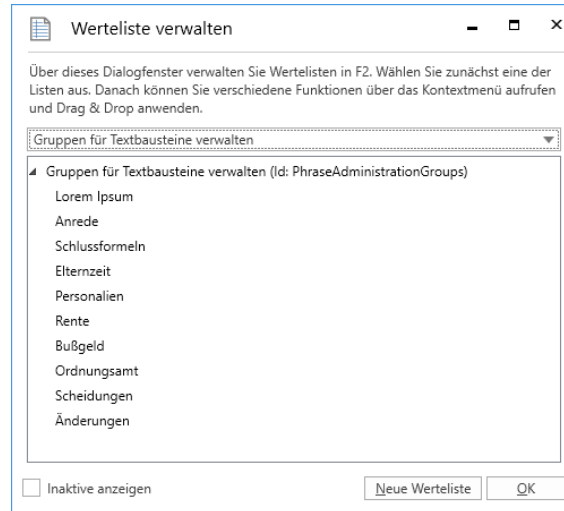 Werteliste verwalten
Über dieses Dialogfenster verwalten Sie Wertelisten in F2. Wählen Sie zunächst eine der
Listen aus. Danach können Sie verschiedene Funktionen über das Kontextmenü aufrufen
und Drag & Drop anwenden.
Gruppen für Textbausteine verwalten
Gruppen für Textbausteine verwalten (Id: PhraseAdministrationGroups)
Lorem Ipsum
Anrede
Schlussformeln
Elternzeit
Personalien
Rente
Bußgeld
Ordnungsamt
Scheidungen
Änderungen
Inaktive anzeigen
Neue Werteliste
OK